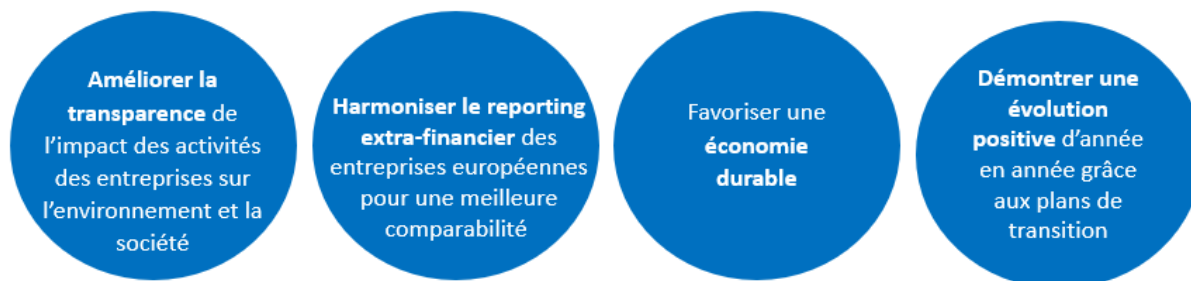 Améliorer la
transparence de
l'impact des activités
des entreprises sur
l'environnement et la
société
Harmoniser le reporting
extra-financier des
entreprises européennes
pour une meilleure
comparabilité
Favoriser une
économie
durable
Démontrer une
évolution
positive d'année
en année grâce
aux plans de
transition